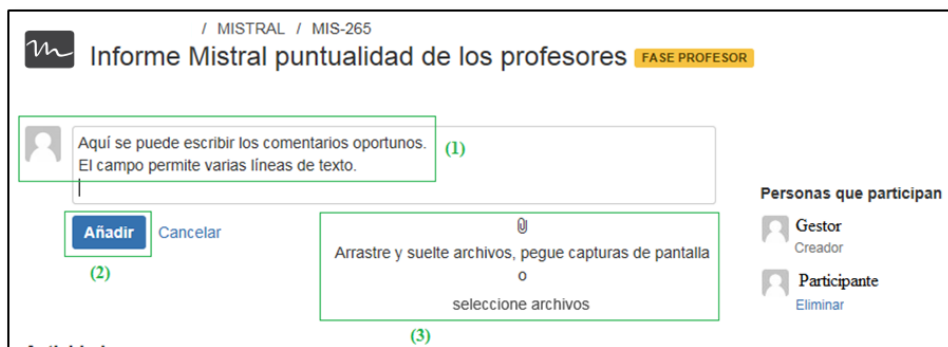 / MISTRAL / MIS-265
Informe Mistral puntualidad de los profesores FASE PROFESOR
Aquí se puede escribir los comentarios oportunos.
El campo permite varias líneas de texto.
(1)
Añadir Cancelar
(2)
Arrastre y suelte archivos, pegue capturas de pantalla
o
seleccione archivos
(3)
Personas que participan
Gestor
Creador
Participante
Eliminar